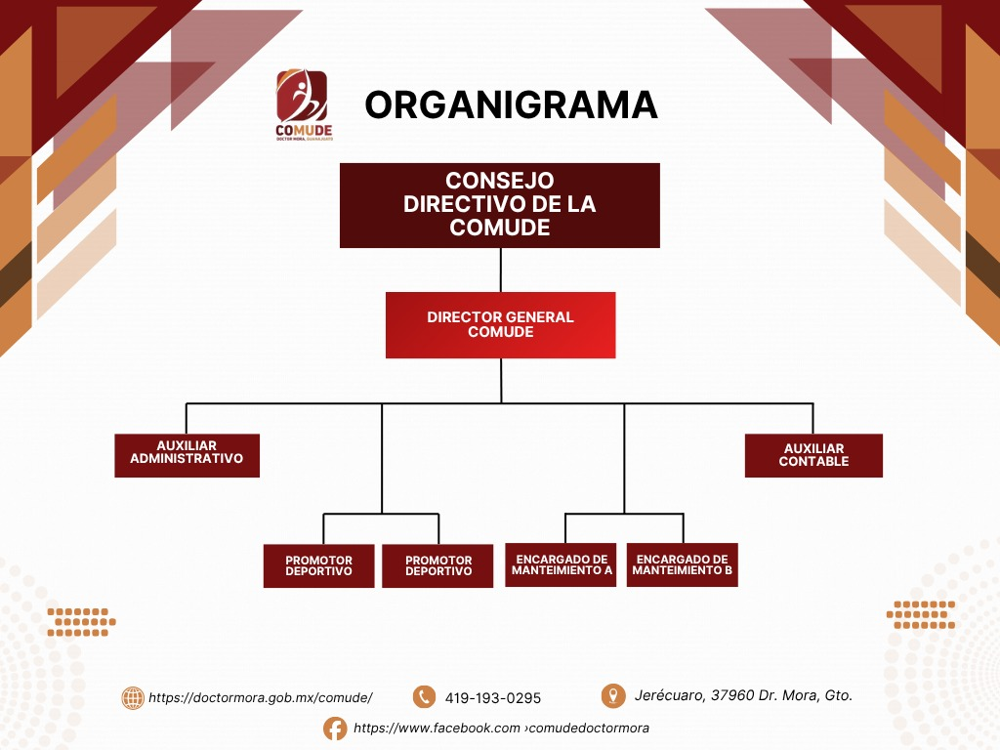 ORGANIGRAMA
COMUDE
DOCTOR MORA, GUANAJUATO
CONSEJO
DIRECTIVO DE LA
COMUDE
DIRECTOR GENERAL
COMUDE
AUXILIAR
ADMINISTRATIVO
AUXILIAR
CONTABLE
PROMOTOR
DEPORTIVO
PROMOTOR
DEPORTIVO
ENCARGADO DE
MANTEIMIENTO A
ENCARGADO DE
MANTEIMIENTO B
https://doctormora.gob.mx/comude/
419-193-0295
Jerécuaro, 37960 Dr. Mora, Gto.
https://www.facebook.com ›comudedoctormora